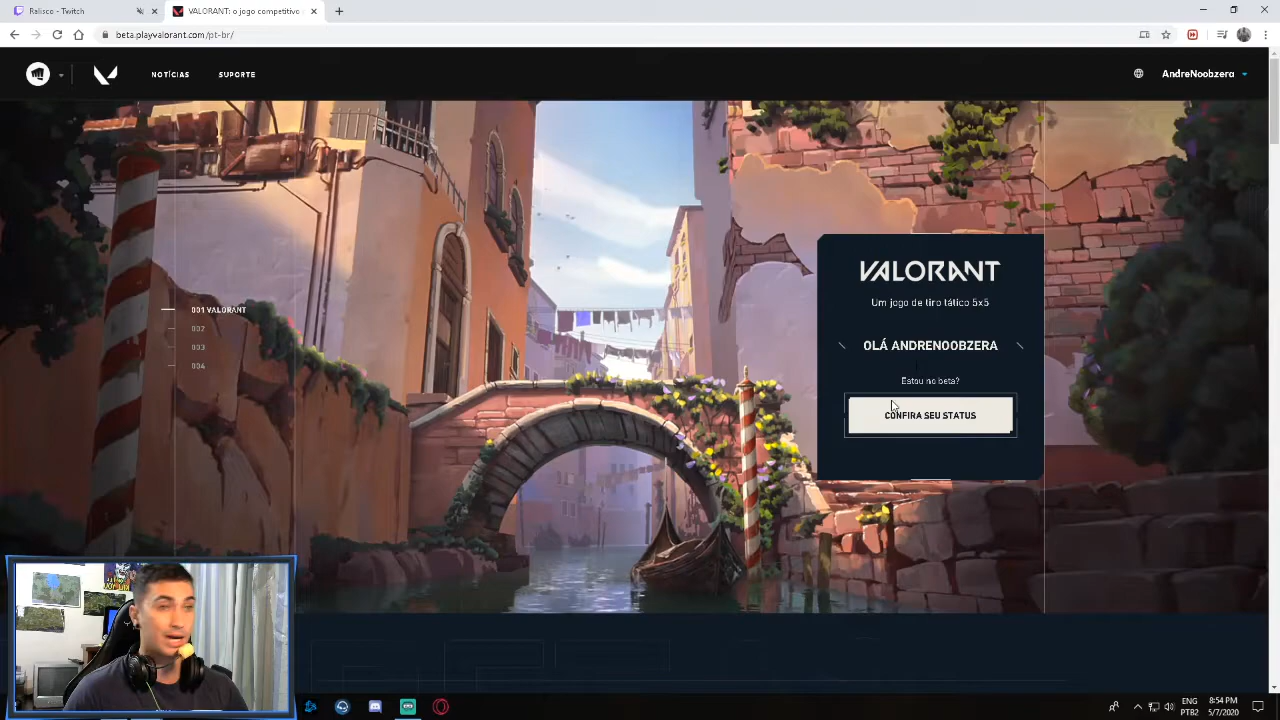 Ralisco - Twitch
VALORANT: o jogo competitivo
beta.playvalorant.com/pt-br/
NOTÍCIAS
SUPORTE
AndreNoobzera
001 VALORANT
002
003
004
VALORANT
Um jogo de tiro tático 5x5
OLÁ ANDRENOOBZERA
Estou no beta?
CONFIRA SEU STATUS
ENG
PTB2
8:54 PM
5/7/2020